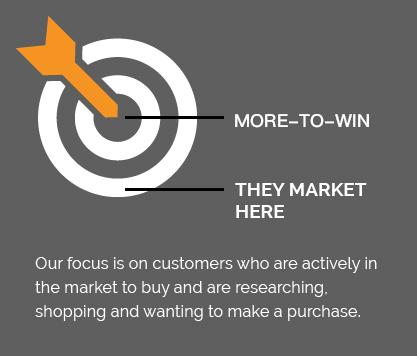 MORE–TO–WIN
THEY MARKET
HERE
Our focus is on customers who are actively in
the market to buy and are researching,
shopping and wanting to make a purchase.